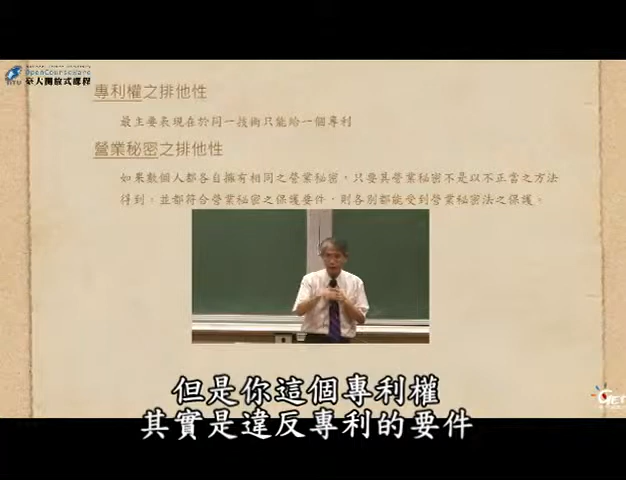 OpenCourseWare
臺大開放式課程
專利權之排他性
最主要表現在於同一技術只能給一個專利
營業秘密之排他性
如果數個人都各自擁有相同之營業秘密，只要其營業秘密不是以不正當之方法
得到，並都符合營業秘密之保護要件，則各別都能受到營業秘密法之保護。
但是你這個專利權
其實是違反專利的要件